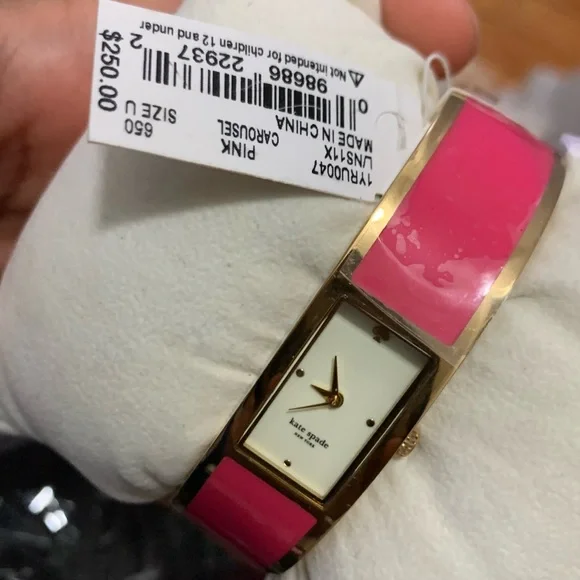 1YRU0047
LNS11X
MADE IN CHINA
PINK
CAROUSEL
650
SIZE U
0 98686 22937 2
⚠ Not intended for children 12 and under
$250.00
kate spade
NEW YORK